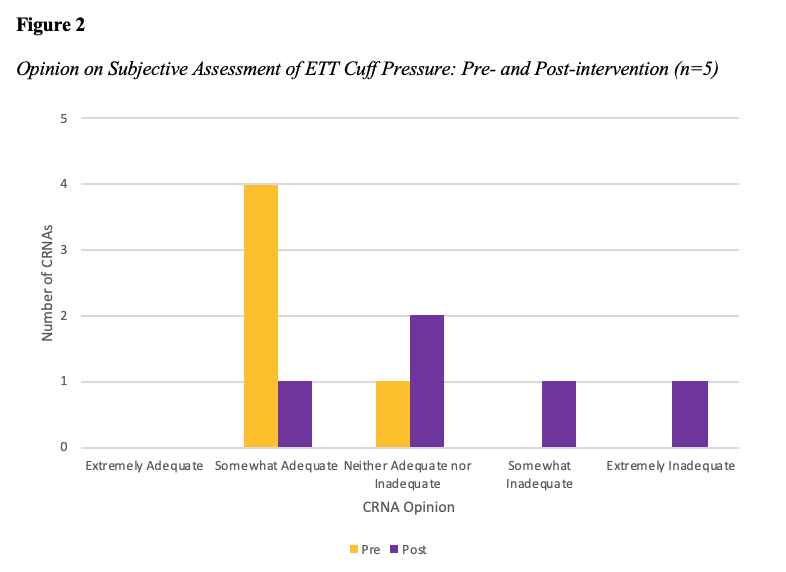 Figure 2
Opinion on Subjective Assessment of ETT Cuff Pressure: Pre- and Post-intervention (n=5)
5
4
3
2
1
0
Number of CRNAs
Extremely Adequate
Somewhat Adequate
Neither Adequate nor
Inadequate
Somewhat
Inadequate
Extremely Inadequate
CRNA Opinion
Pre
Post